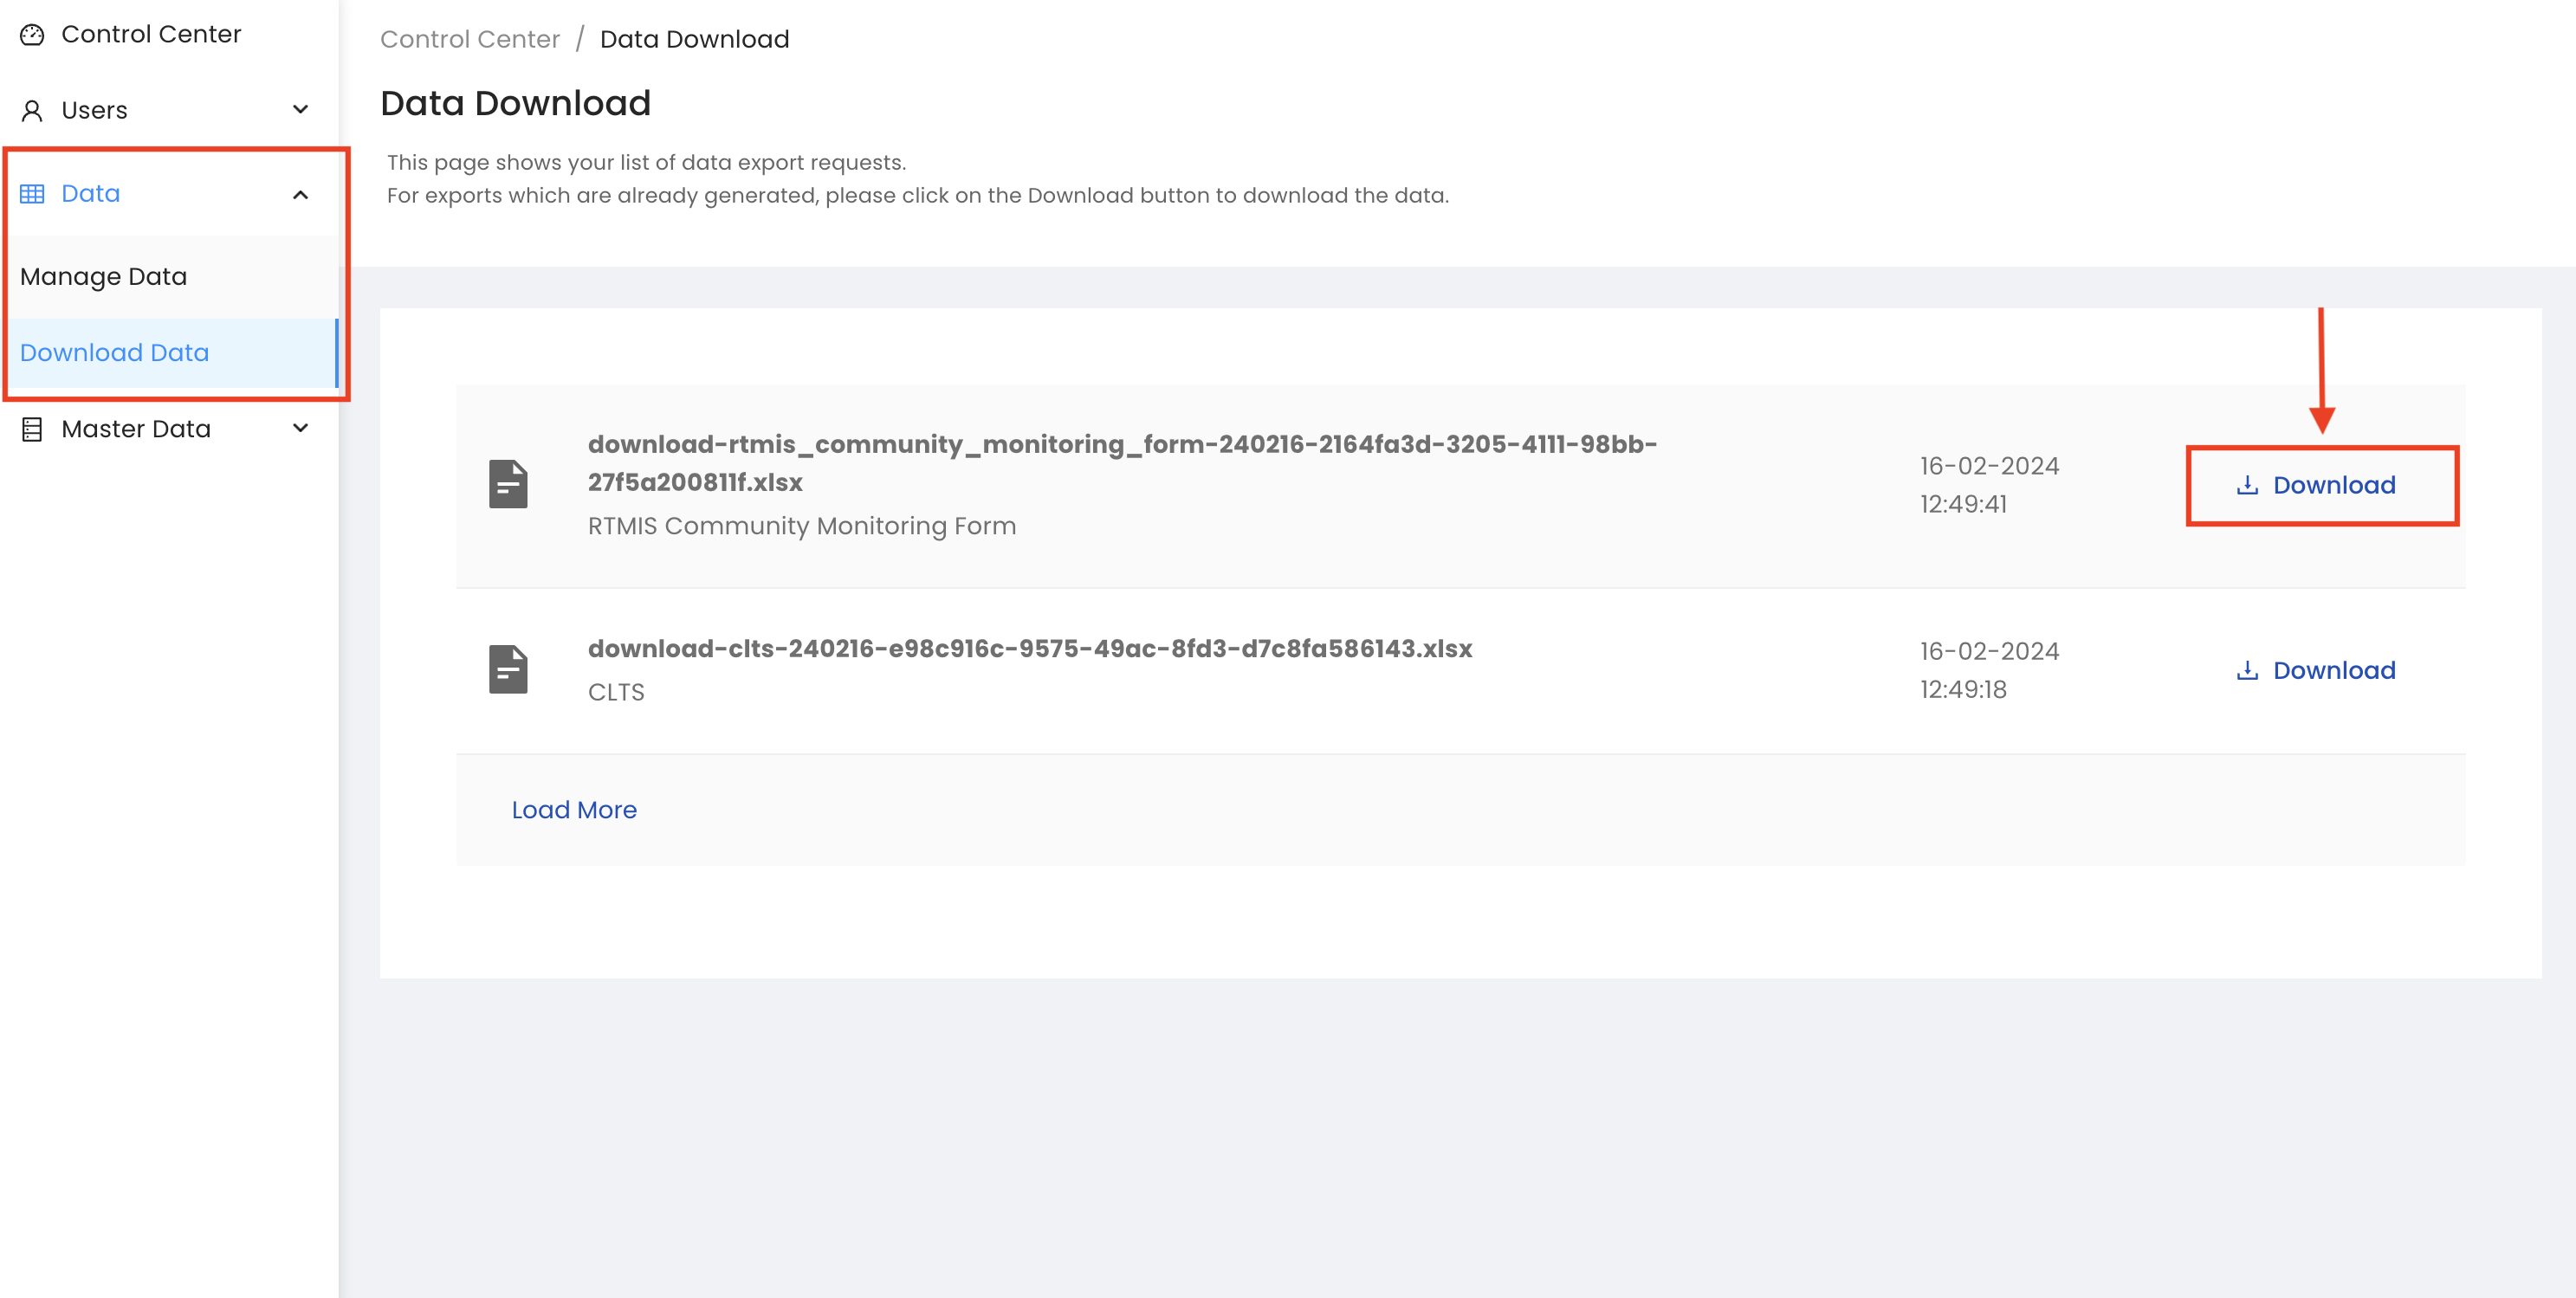 Control Center
Users
Data
Manage Data
Download Data
Master Data
Control Center / Data Download
Data Download
This page shows your list of data export requests.
For exports which are already generated, please click on the Download button to download the data.
download-rtmis_community_monitoring_form-240216-2164fa3d-3205-4111-98bb-
27f5a200811f.xlsx
RTMIS Community Monitoring Form
16-02-2024
12:49:41
Download
download-clts-240216-e98c916c-9575-49ac-8fd3-d7c8fa586143.xlsx
CLTS
16-02-2024
12:49:18
Download
Load More